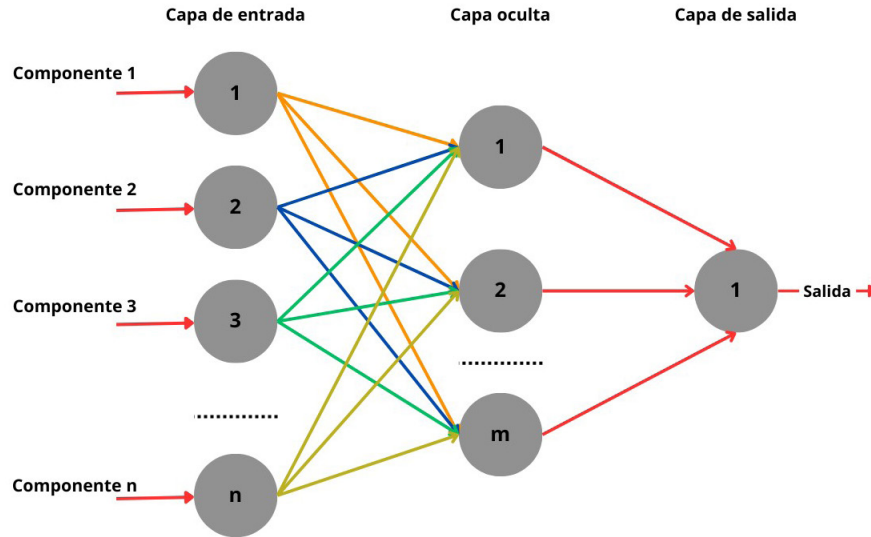 Capa de entrada
Capa oculta
Capa de salida
Componente 1
1
1
Componente 2
2
2
1
Salida
Componente 3
3
m
Componente n
n